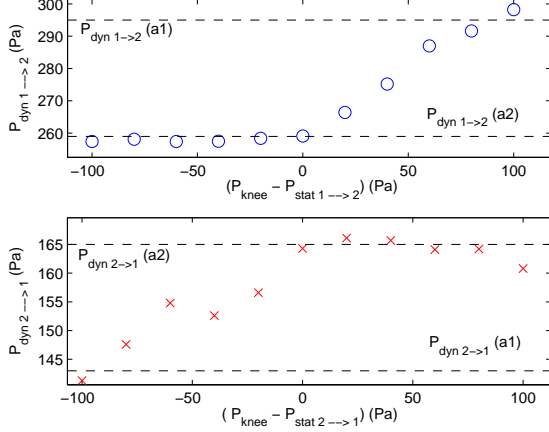 300
290
280
270
260
P dyn 1 ---> 2 (Pa)
P dyn 1->2 (a1)
P dyn 1->2 (a2)
−100 −50 0 50 100
(P knee − P stat 1 ---> 2 ) (Pa)
165
160
155
150
145
P dyn 2 ---> 1 (Pa)
P dyn 2->1 (a2)
P dyn 2->1 (a1)
−100 −50 0 50 100
( P knee − P stat 2 ---> 1 ) (Pa)